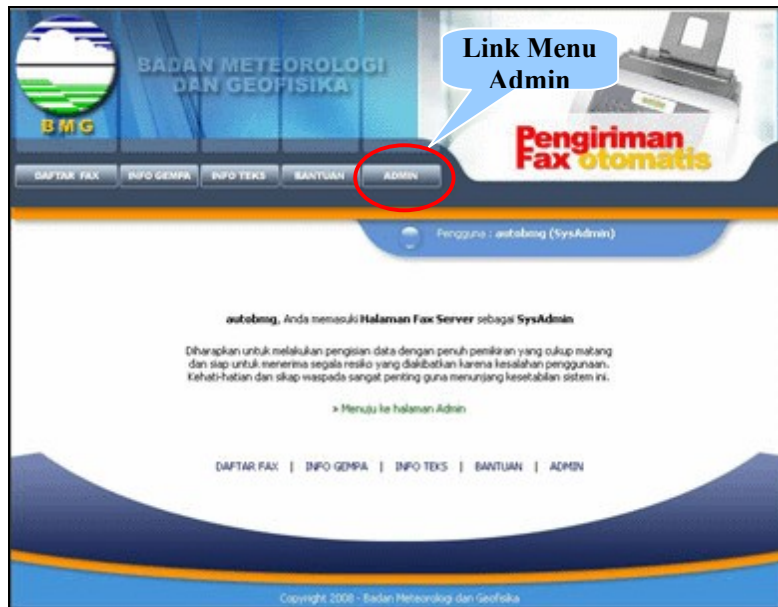 BMG
BADAN METEOROLOGI
DAN GEOFISIKA
Link Menu
Admin
Pengiriman
Fax otomatis
DAFTAR FAX INFO GEMPA INFO TEKS BANTUAN ADMIN
Pengguna : autobmg (SysAdmin)
autobmg, Anda memasuki Halaman Fax Server sebagai SysAdmin
Diharapkan untuk melakukan pengisian data dengan penuh pemikiran yang cukup matang
dan siap untuk menerima segala resiko yang diakibatkan karena kesalahan penggunaan.
Kehati-hatian dan sikap waspada sangat penting guna menunjang kesetabilan sistem ini.
» Menuju ke halaman Admin
DAFTAR FAX | INFO GEMPA | INFO TEKS | BANTUAN | ADMIN
Copyright 2008 - Badan Meteorologi dan Geofisika